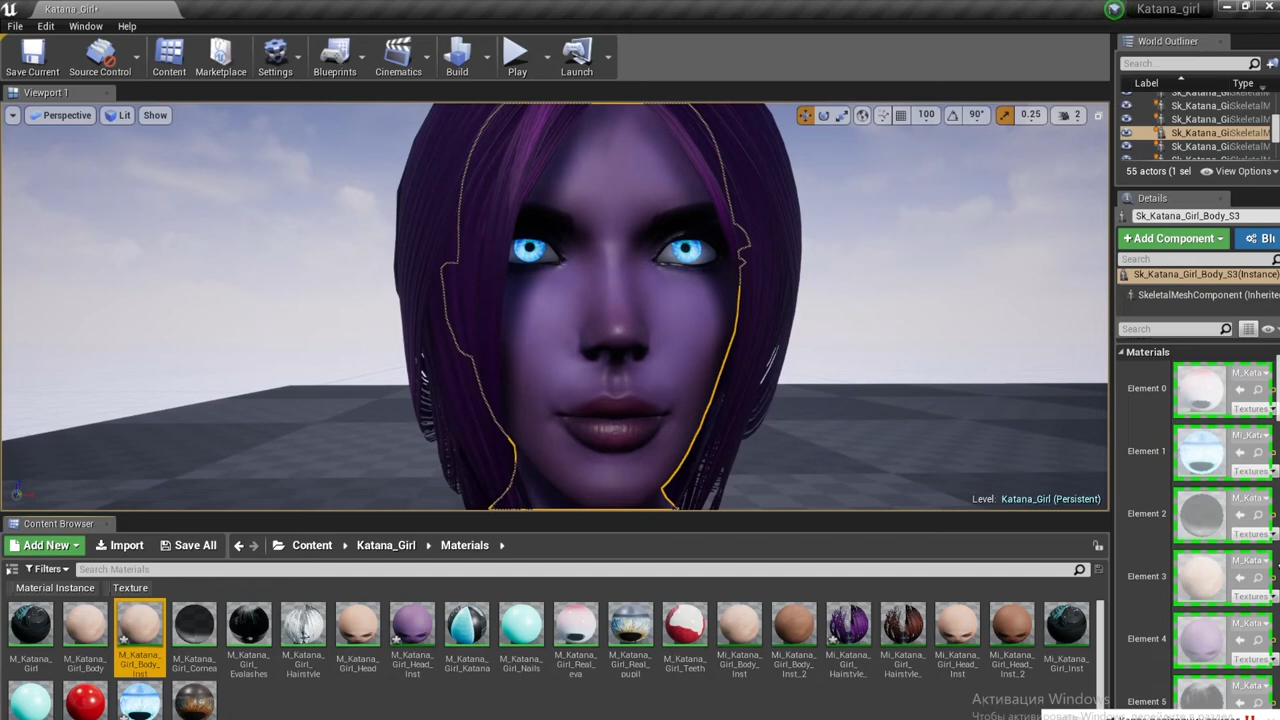 Katana_Girl•
Katana_girl
File Edit Window Help
Save Current Source Control Content Marketplace Settings Blueprints Cinematics Build Play Launch
Viewport 1
Perspective Lit Show
100 90° 0.25 2
Level: Katana_Girl (Persistent)
World Outliner
Search...
Label Type
Sk_Katana_Gi SkeletalM
Sk_Katana_Gi SkeletalM
Sk_Katana_Gi SkeletalM
Sk_Katana_Gi SkeletalM
55 actors (1 sel View Options
Details
Sk_Katana_Girl_Body_S3
Add Component Blu
Search
Sk_Katana_Girl_Body_S3(Instance)
SkeletalMeshComponent (Inherite
Search
Materials
Element 0 M_Kata
Textures
Element 1 Mi_Kat
Textures
Element 2 M_Kata
Textures
Element 3 M_Kata
Textures
Element 4 M_Kata
Textures
Element 5 M_Kata
Content Browser
Add New Import Save All Content Katana_Girl Materials
Filters Search Materials
Material Instance Texture
M_Katana_Girl
M_Katana_Girl_Body
M_Katana_Girl_Body_Inst
M_Katana_Girl_Cornea
M_Katana_Girl_Evalashes
M_Katana_Girl_Hairstyle
M_Katana_Girl_Head
M_Katana_Girl_Head_Inst
M_Katana_Girl_Katana
M_Katana_Girl_Nails
M_Katana_Girl_Real_eva
M_Katana_Girl_Real_pupil
M_Katana_Girl_Teeth
Mi_Katana_Girl_Body_Inst
Mi_Katana_Girl_Body_Inst_2
Mi_Katana_Girl_Hairstyle_
Mi_Katana_Girl_Hairstyle_
Mi_Katana_Girl_Head_Inst
Mi_Katana_Girl_Head_Inst_2
Mi_Katana_Girl_Inst
Активация Windows
Чтобы активировать Windows, перейдите в раздел